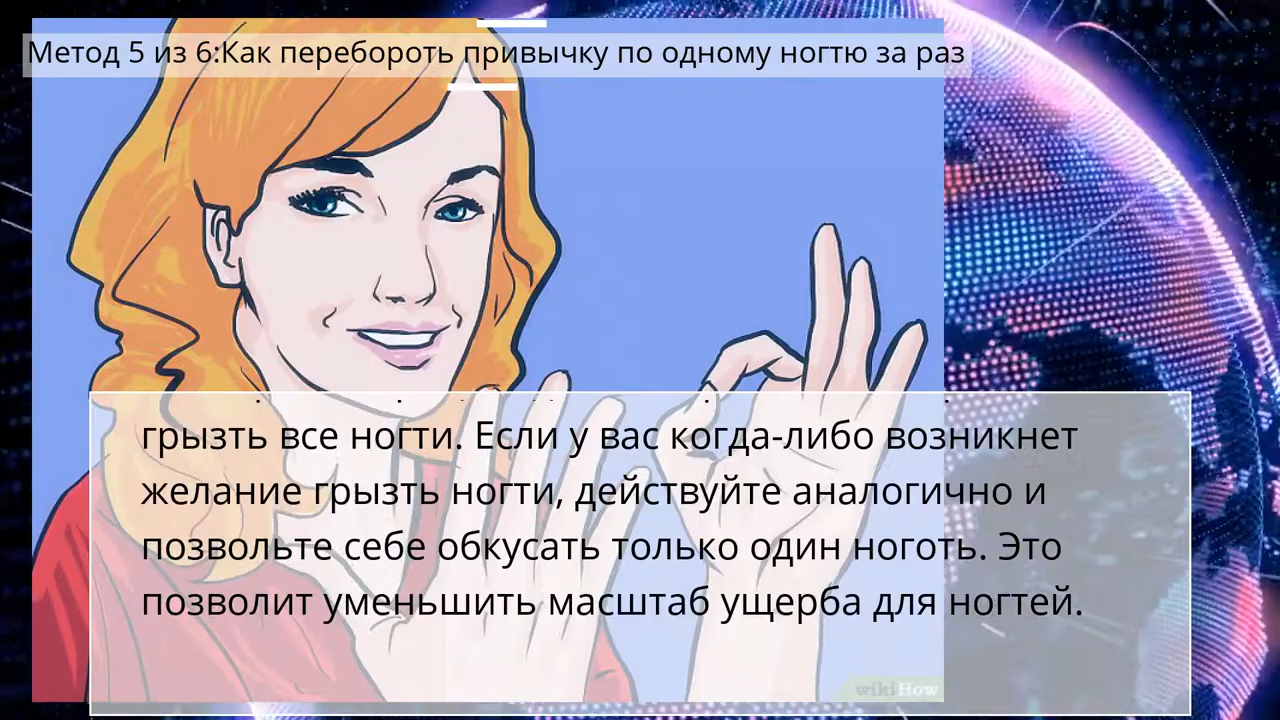 Метод 5 из 6:Как перебороть привычку по одному ногтю за раз
грызть все ногти. Если у вас когда-либо возникнет
желание грызть ногти, действуйте аналогично и
позвольте себе обкусать только один ноготь. Это
позволит уменьшить масштаб ущерба для ногтей.
wikiHow